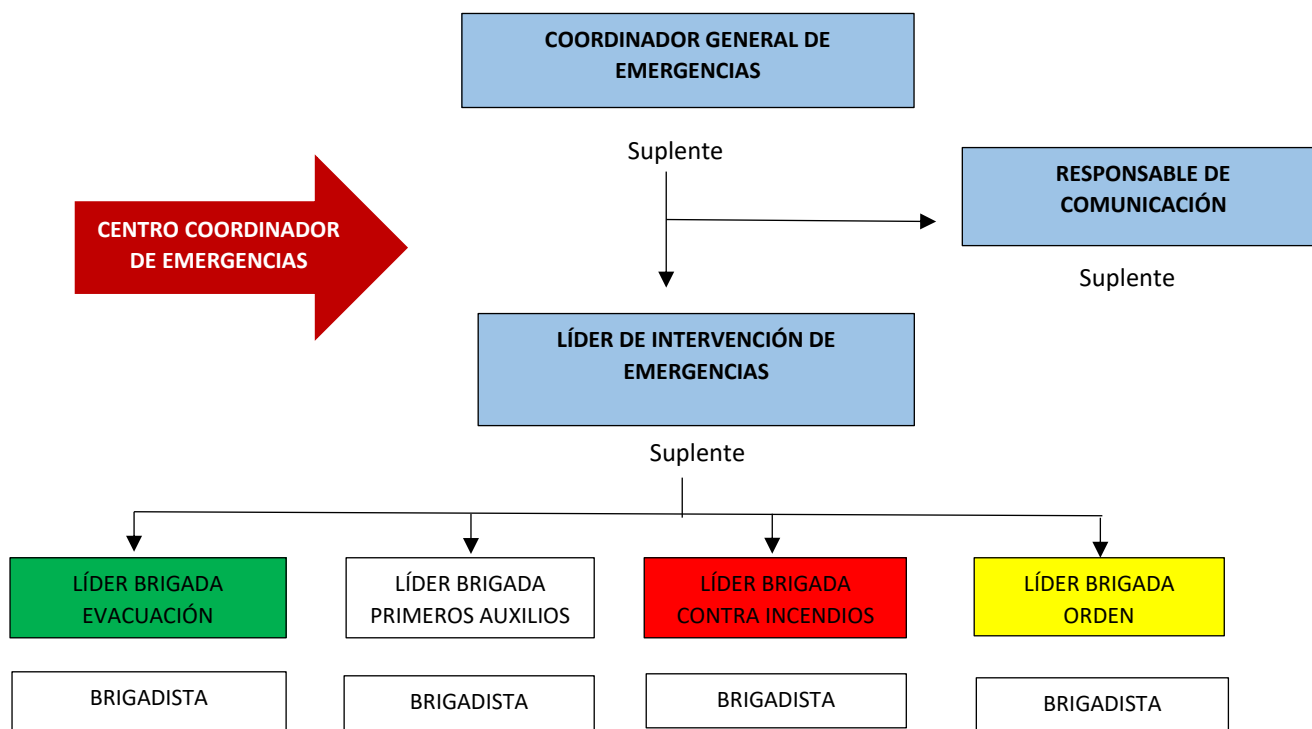 COORDINADOR GENERAL DE
EMERGENCIAS
Suplente
RESPONSABLE DE
COMUNICACIÓN
Suplente
CENTRO COORDINADOR
DE EMERGENCIAS
LÍDER DE INTERVENCIÓN DE
EMERGENCIAS
Suplente
LÍDER BRIGADA
EVACUACIÓN
LÍDER BRIGADA
PRIMEROS AUXILIOS
LÍDER BRIGADA
CONTRA INCENDIOS
LÍDER BRIGADA
ORDEN
BRIGADISTA
BRIGADISTA
BRIGADISTA
BRIGADISTA